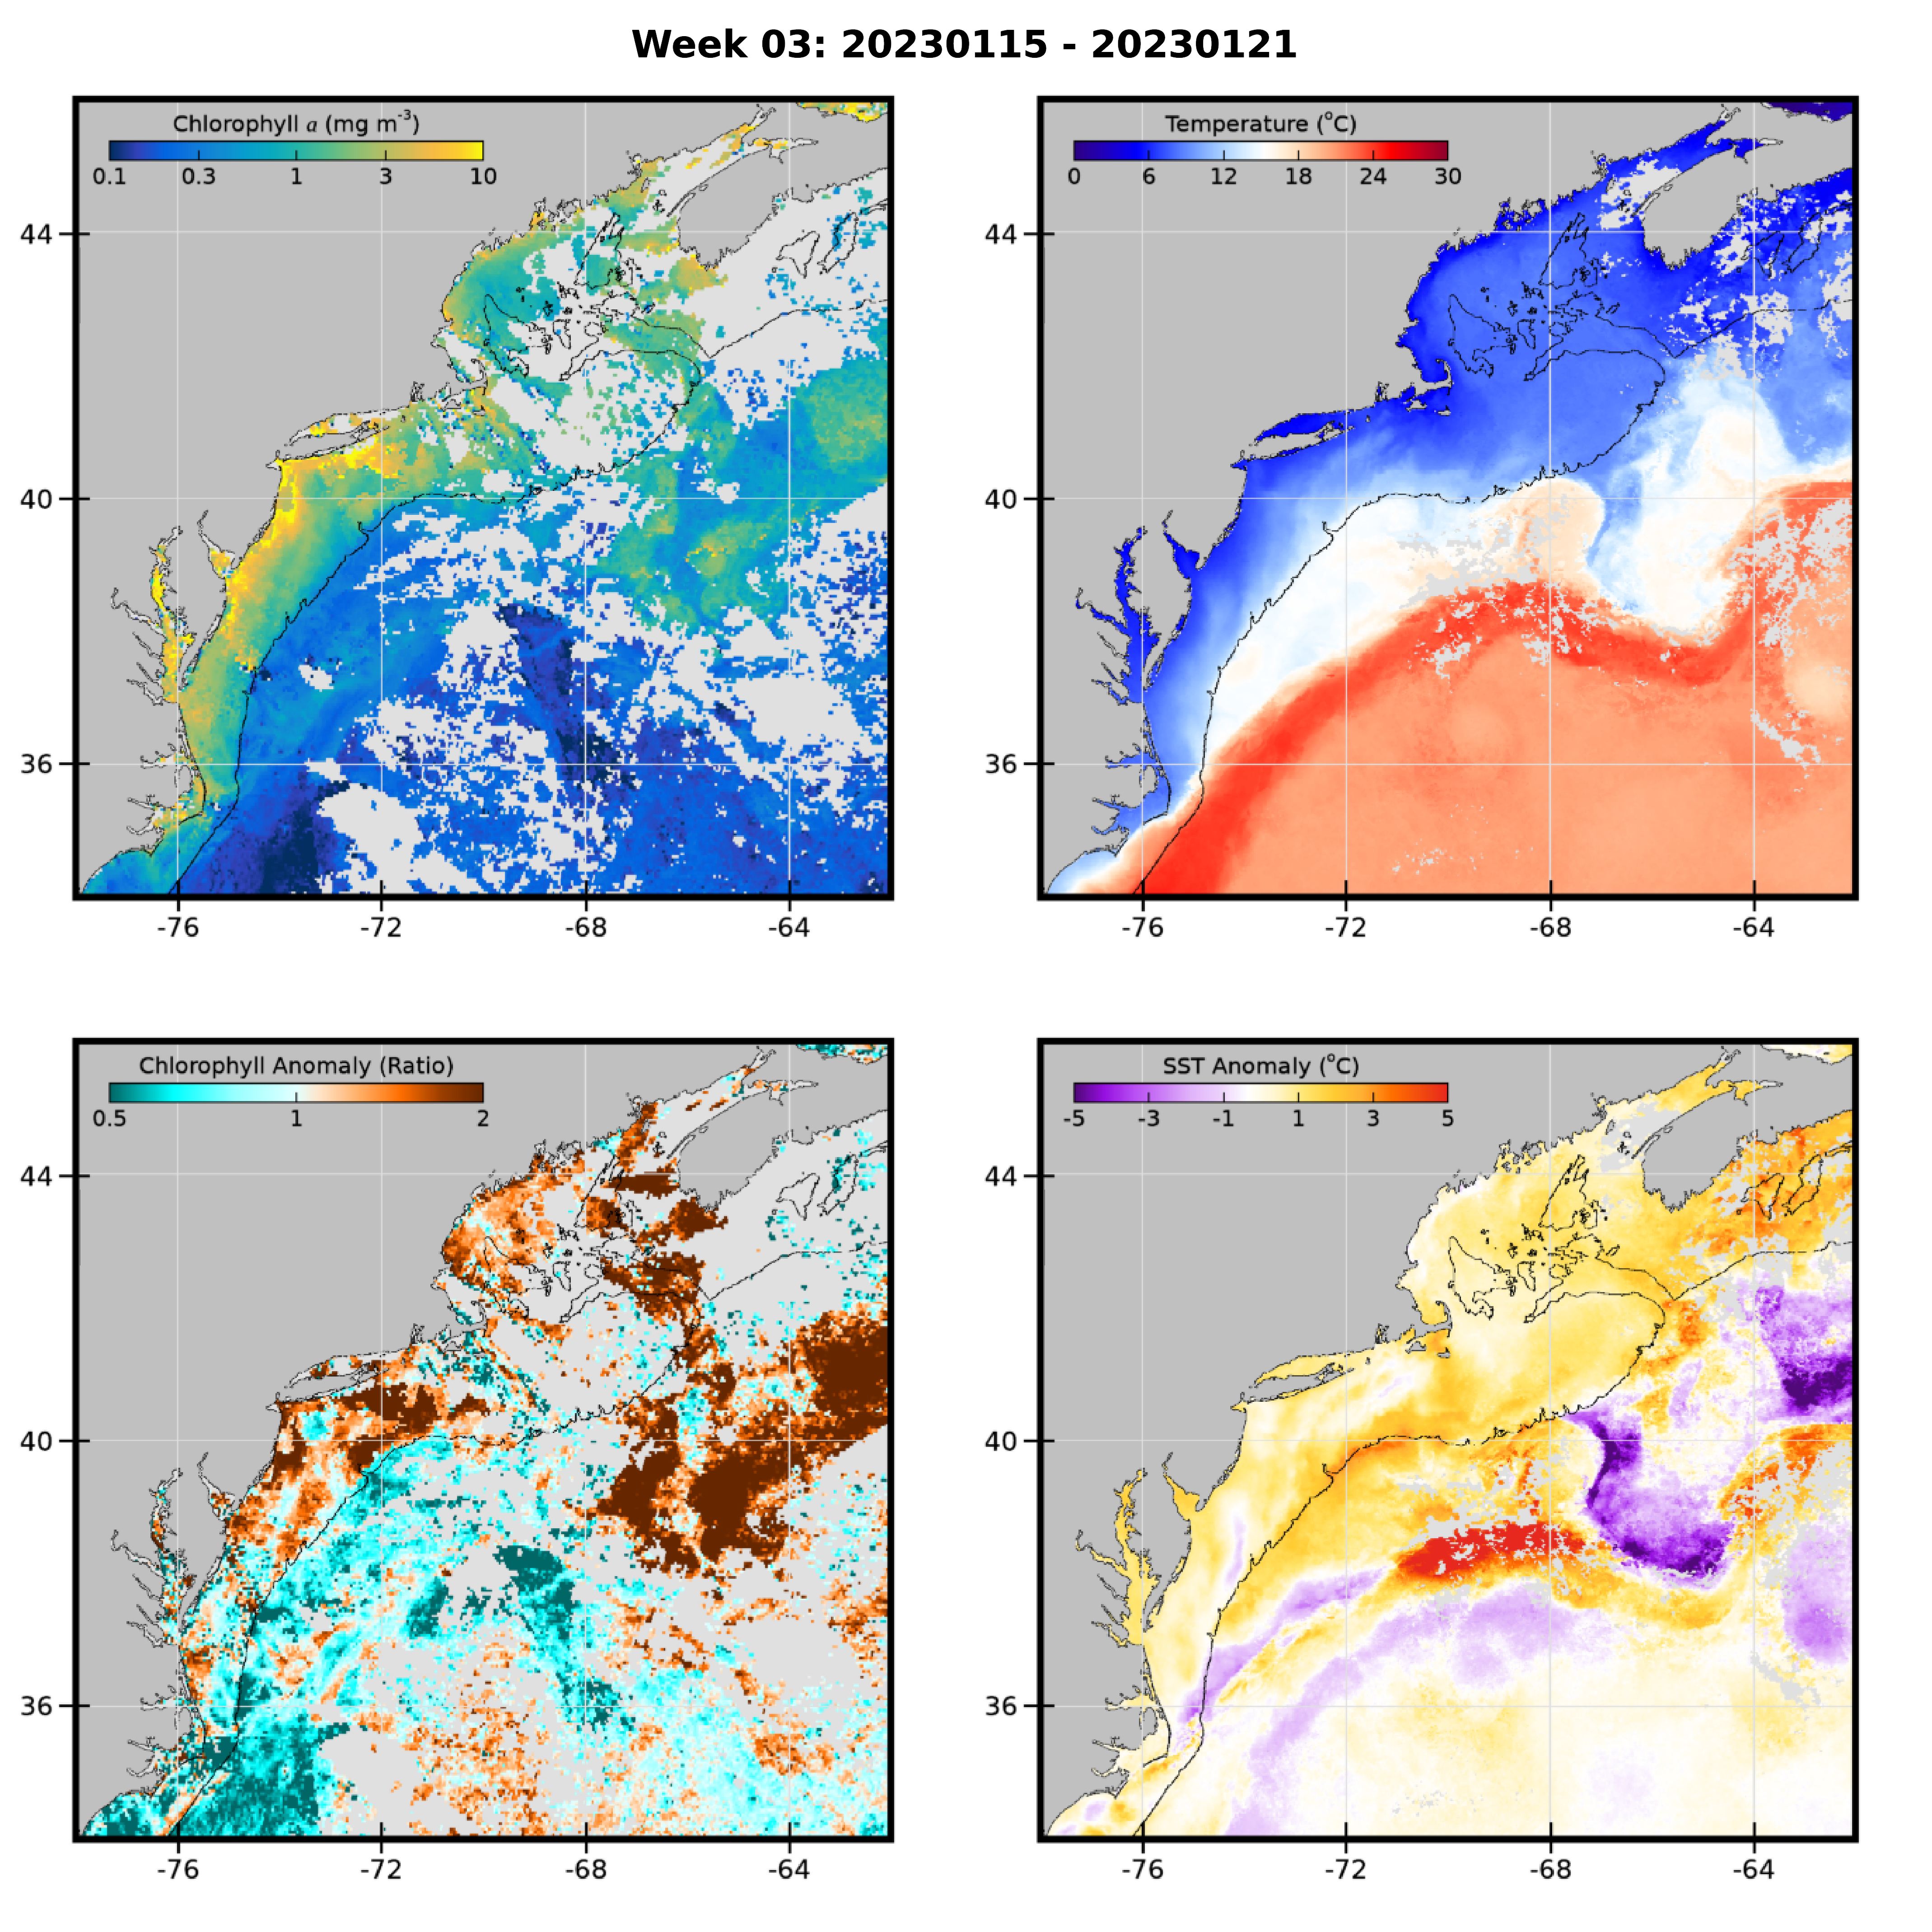 Week 03: 20230115 - 20230121
Chlorophyll a (mg m-3)
0.1 0.3 1 3 10
44
40
36
-76 -72 -68 -64
Temperature (oC)
0 6 12 18 24 30
44
40
36
-76 -72 -68 -64
Chlorophyll Anomaly (Ratio)
0.5 1 2
44
40
36
-76 -72 -68 -64
SST Anomaly (oC)
-5 -3 -1 1 3 5
44
40
36
-76 -72 -68 -64